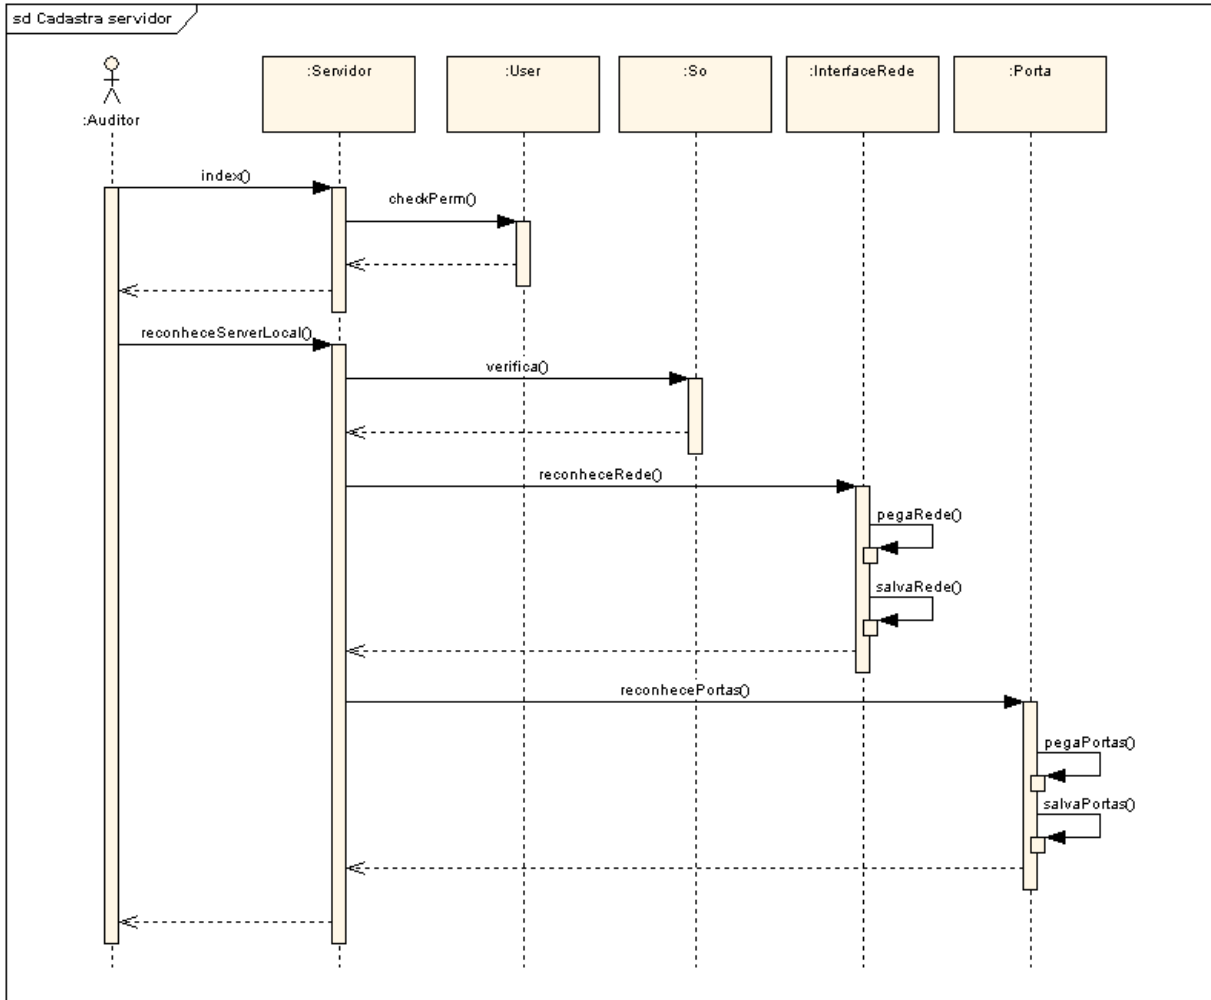 sd Cadastra servidor
:Servidor
:User
:So
:InterfaceRede
:Porta
:Auditor
index()
checkPerm()
reconheceServerLocal()
verifica()
reconheceRede()
pegaRede()
salvaRede()
reconhecePortas()
pegaPortas()
salvaPortas()